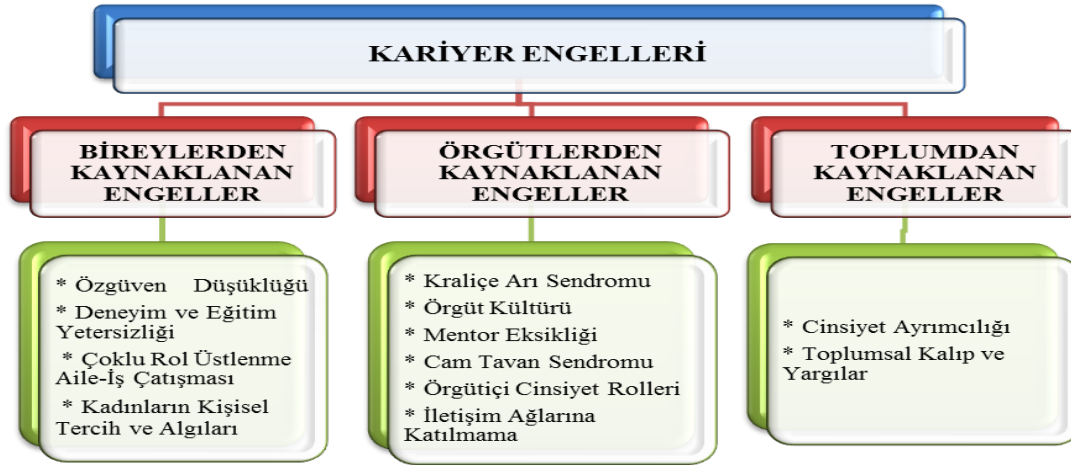 KARİYER ENGELLERİ
BİREYLERDEN
KAYNAKLANAN
ENGELLER
ÖRGÜTLERDEN
KAYNAKLANAN
ENGELLER
TOPLUMDAN
KAYNAKLANAN
ENGELLER
* Özgüven Düşüklüğü
* Deneyim ve Eğitim
Yetersizliği
* Çoklu Rol Üstlenme
Aile-İş Çatışması
* Kadınların Kişisel
Tercih ve Algıları
* Kraliçe Arı Sendromu
* Örgüt Kültürü
* Mentor Eksikliği
* Cam Tavan Sendromu
* Örgütiçi Cinsiyet Rolleri
* İletişim Ağlarına
Katılmama
* Cinsiyet Ayrımcılığı
* Toplumsal Kalıp ve
Yargılar